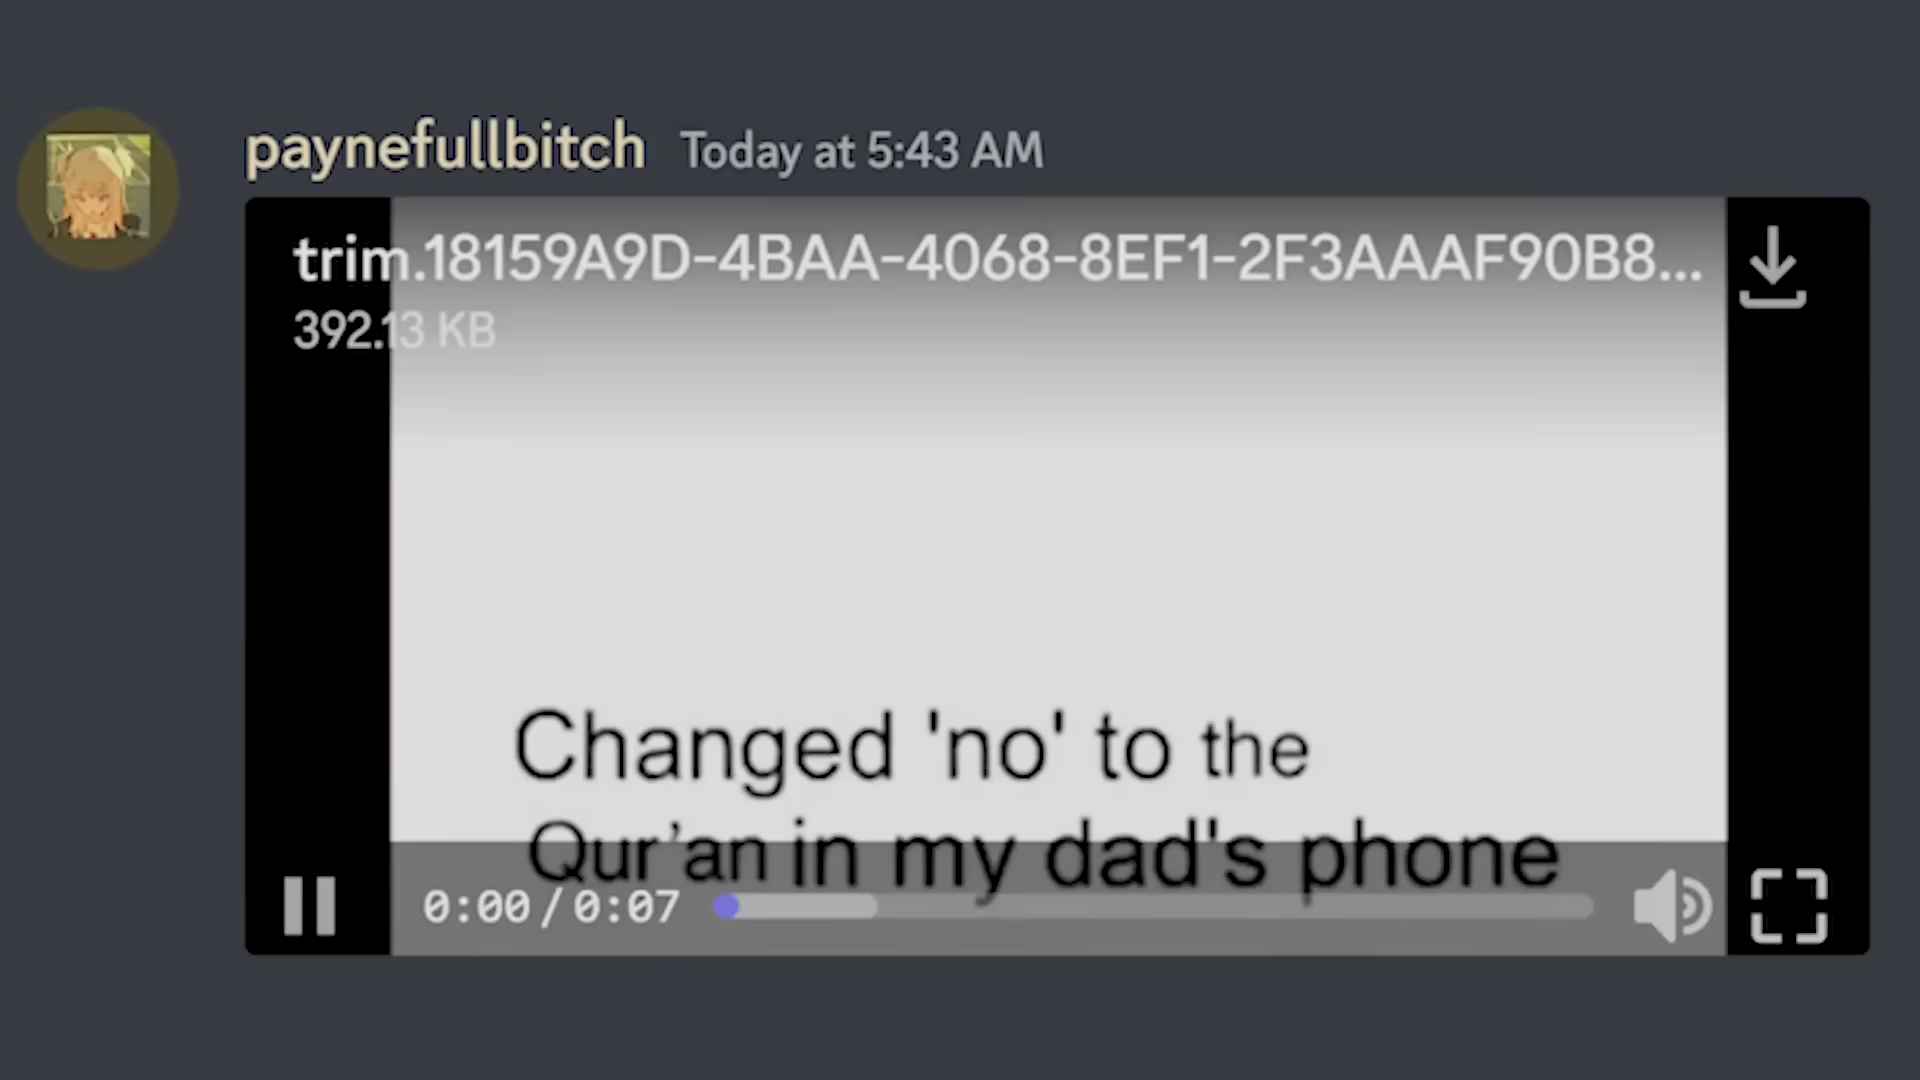 paynefullbitch Today at 5:43 AM
trim.18159A9D-4BAA-4068-8EF1-2F3AAAF90B8...
392.13 KB
Changed 'no' to the
Qur’an in my dad's phone
0:00/0:07